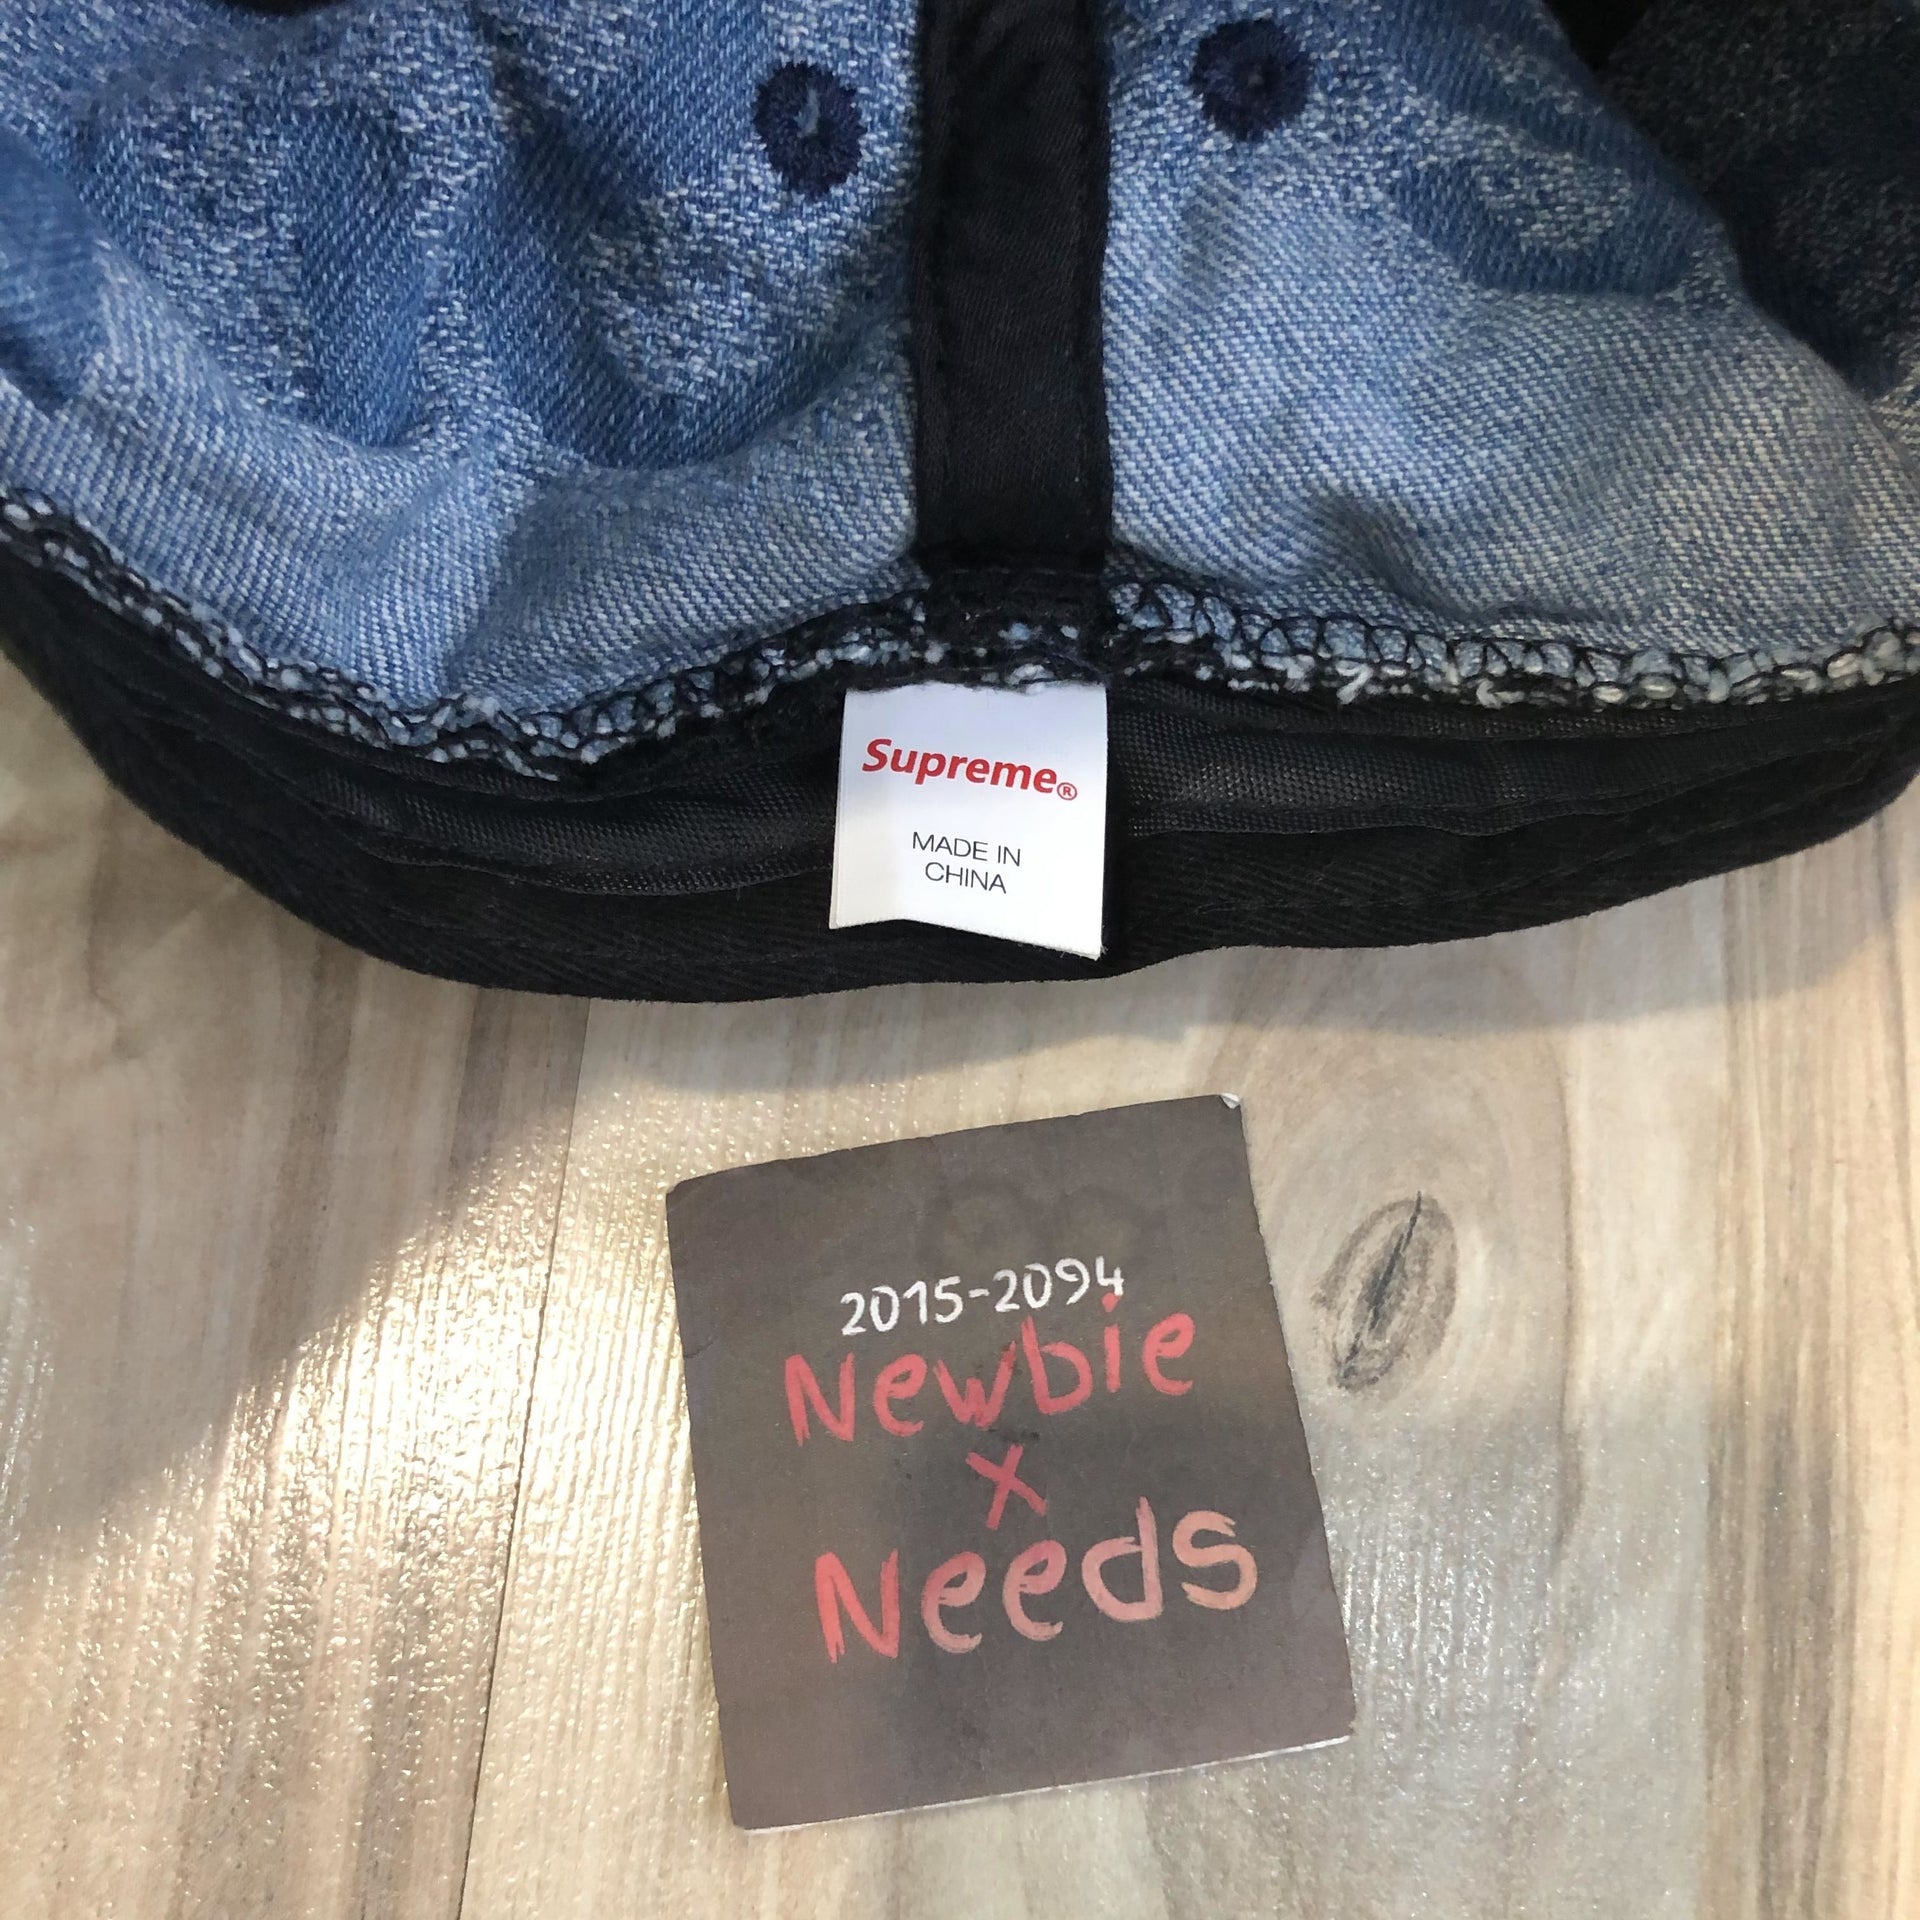 Supreme®
MADE IN
CHINA
2015-2094
Newbie
x
Needs